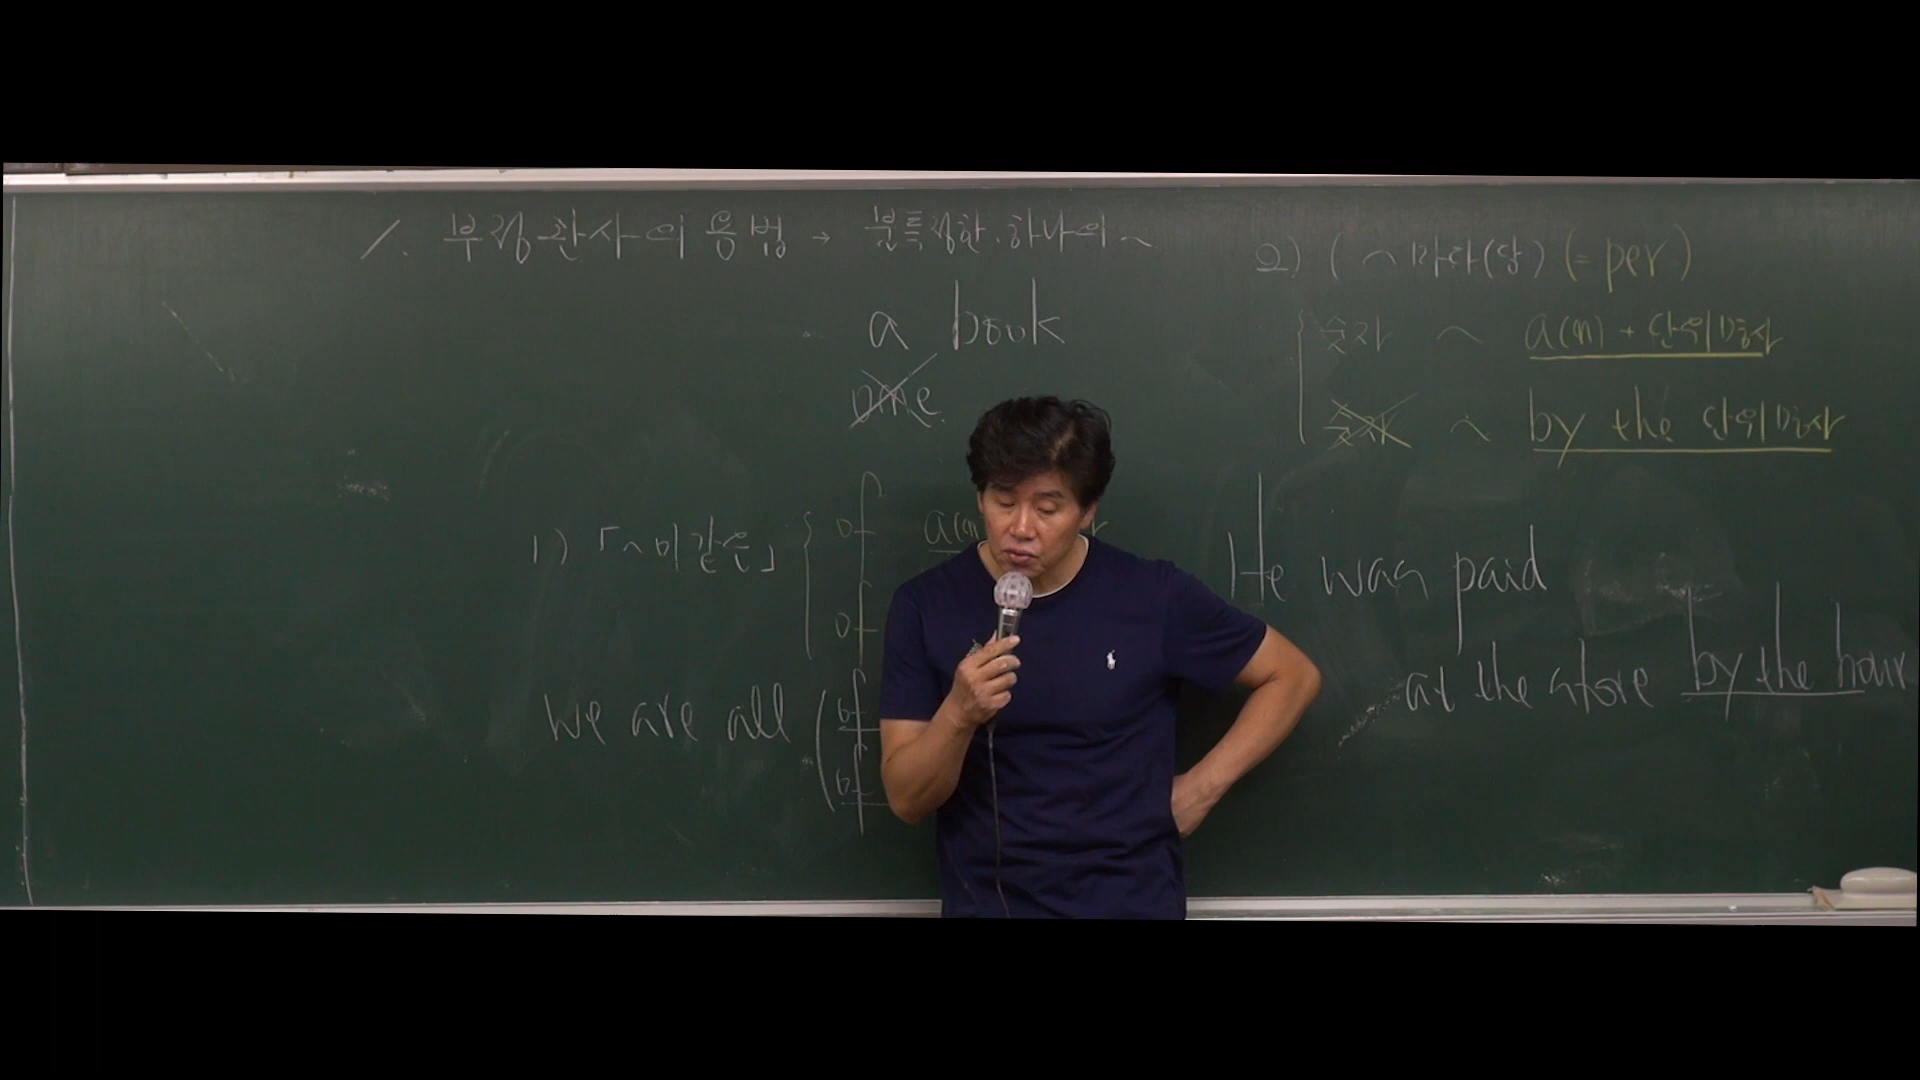 1. 부정관사의 용법 → 불특정한, 하나의 ~
a book
one
1) 「~이 같은」 { of a(n
of
we are all ( of
of
2) ( ~마다(당) (= per)
숫자 ~ a(n) + 단위명사
숫자 ~ by the 단위명사
He was paid
at the store by the hour